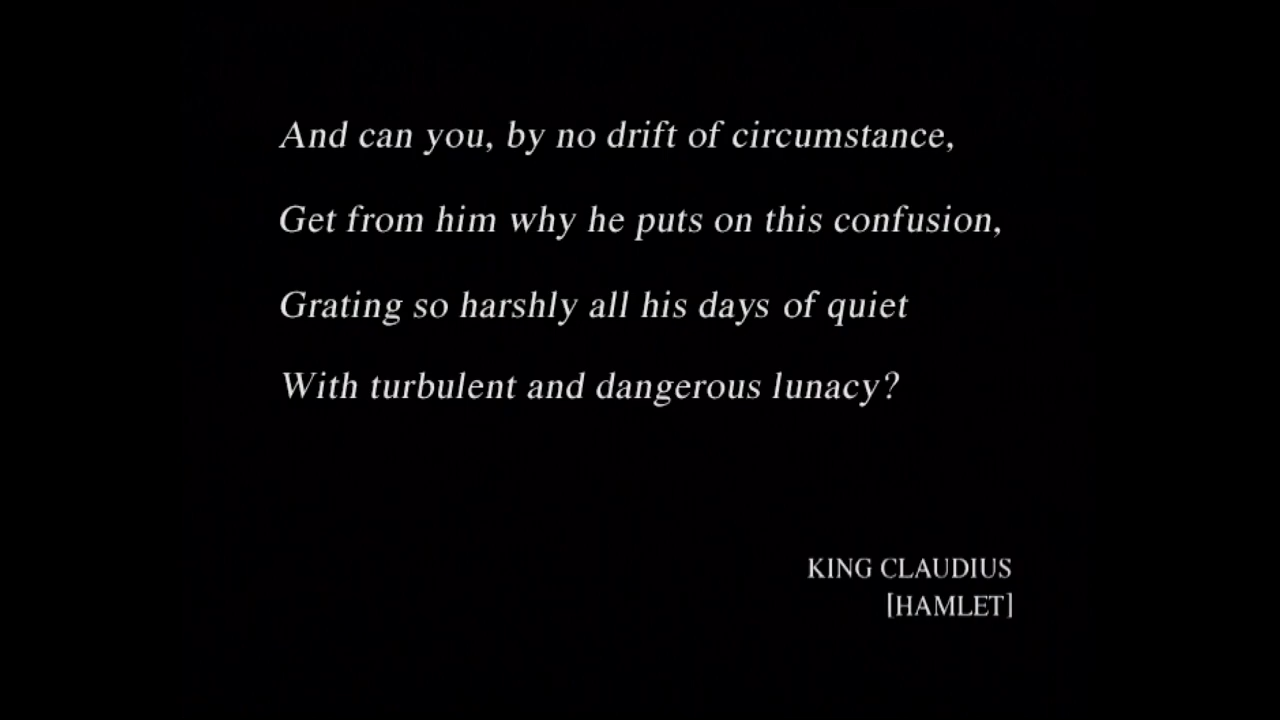 And can you, by no drift of circumstance,
Get from him why he puts on this confusion,
Grating so harshly all his days of quiet
With turbulent and dangerous lunacy?
KING CLAUDIUS
[HAMLET]